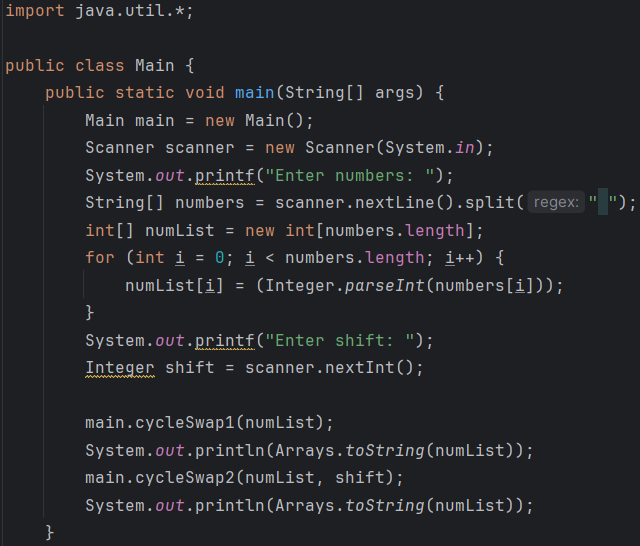 import java.util.*;
public class Main {
    public static void main(String[] args) {
        Main main = new Main();
        Scanner scanner = new Scanner(System.in);
        System.out.printf("Enter numbers: ");
        String[] numbers = scanner.nextLine().split( regex: " ");
        int[] numList = new int[numbers.length];
        for (int i = 0; i < numbers.length; i++) {
            numList[i] = (Integer.parseInt(numbers[i]));
        }
        System.out.printf("Enter shift: ");
        Integer shift = scanner.nextInt();
        main.cycleSwap1(numList);
        System.out.println(Arrays.toString(numList));
        main.cycleSwap2(numList, shift);
        System.out.println(Arrays.toString(numList));
    }